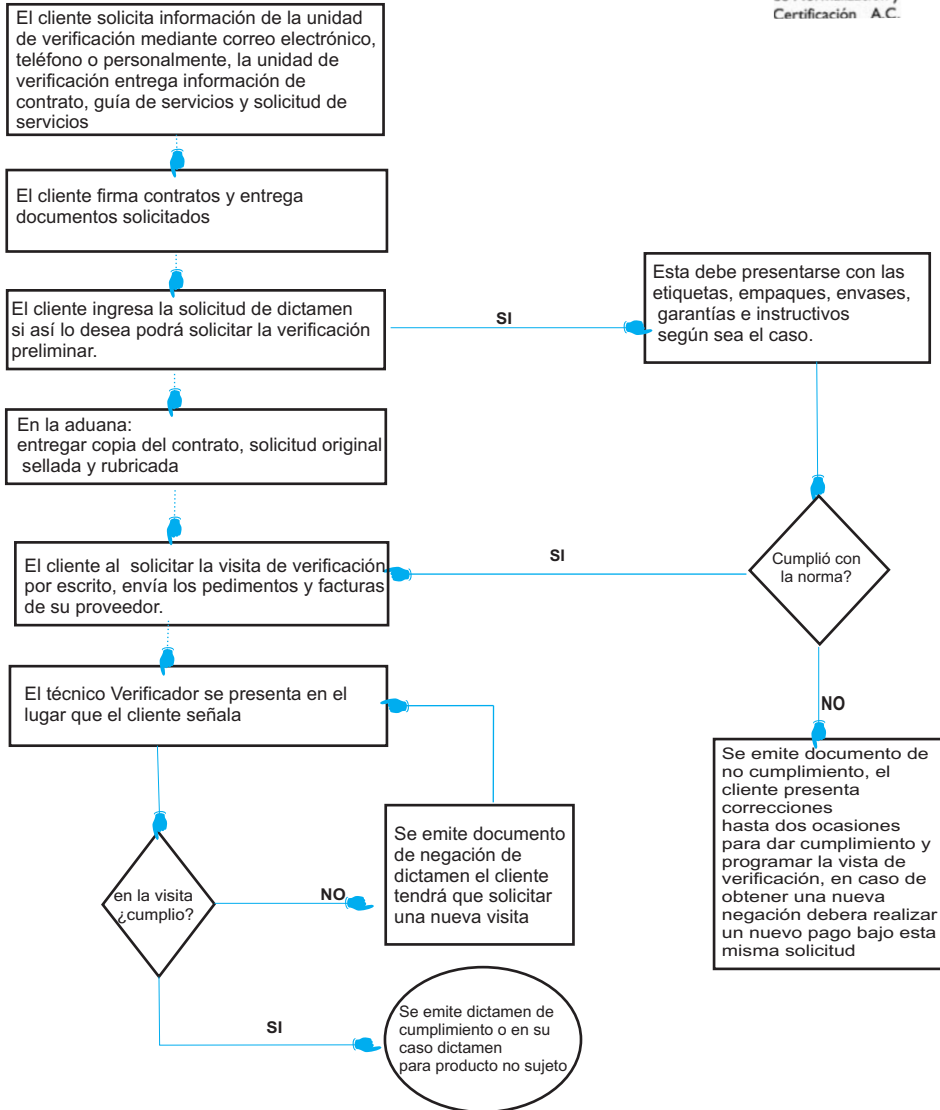 Certificación A.C.
El cliente solicita información de la unidad
de verificación mediante correo electrónico,
teléfono o personalmente, la unidad de
verificación entrega información de
contrato, guía de servicios y solicitud de
servicios
El cliente firma contratos y entrega
documentos solicitados
El cliente ingresa la solicitud de dictamen
si así lo desea podrá solicitar la verificación
preliminar.
SI
Esta debe presentarse con las
etiquetas, empaques, envases,
garantías e instructivos
según sea el caso.
En la aduana:
entregar copia del contrato, solicitud original
sellada y rubricada
El cliente al solicitar la visita de verificación
por escrito, envía los pedimentos y facturas
de su proveedor.
SI
Cumplió con
la norma?
El técnico Verificador se presenta en el
lugar que el cliente señala
NO
Se emite documento de
no cumplimiento, el
cliente presenta
correcciones
hasta dos ocasiones
para dar cumplimiento y
programar la vista de
verificación, en caso de
obtener una nueva
negación debera realizar
un nuevo pago bajo esta
misma solicitud
en la visita
¿cumplio?
NO
Se emite documento
de negación de
dictamen el cliente
tendrá que solicitar
una nueva visita
SI
Se emite dictamen de
cumplimiento o en su
caso dictamen
para producto no sujeto